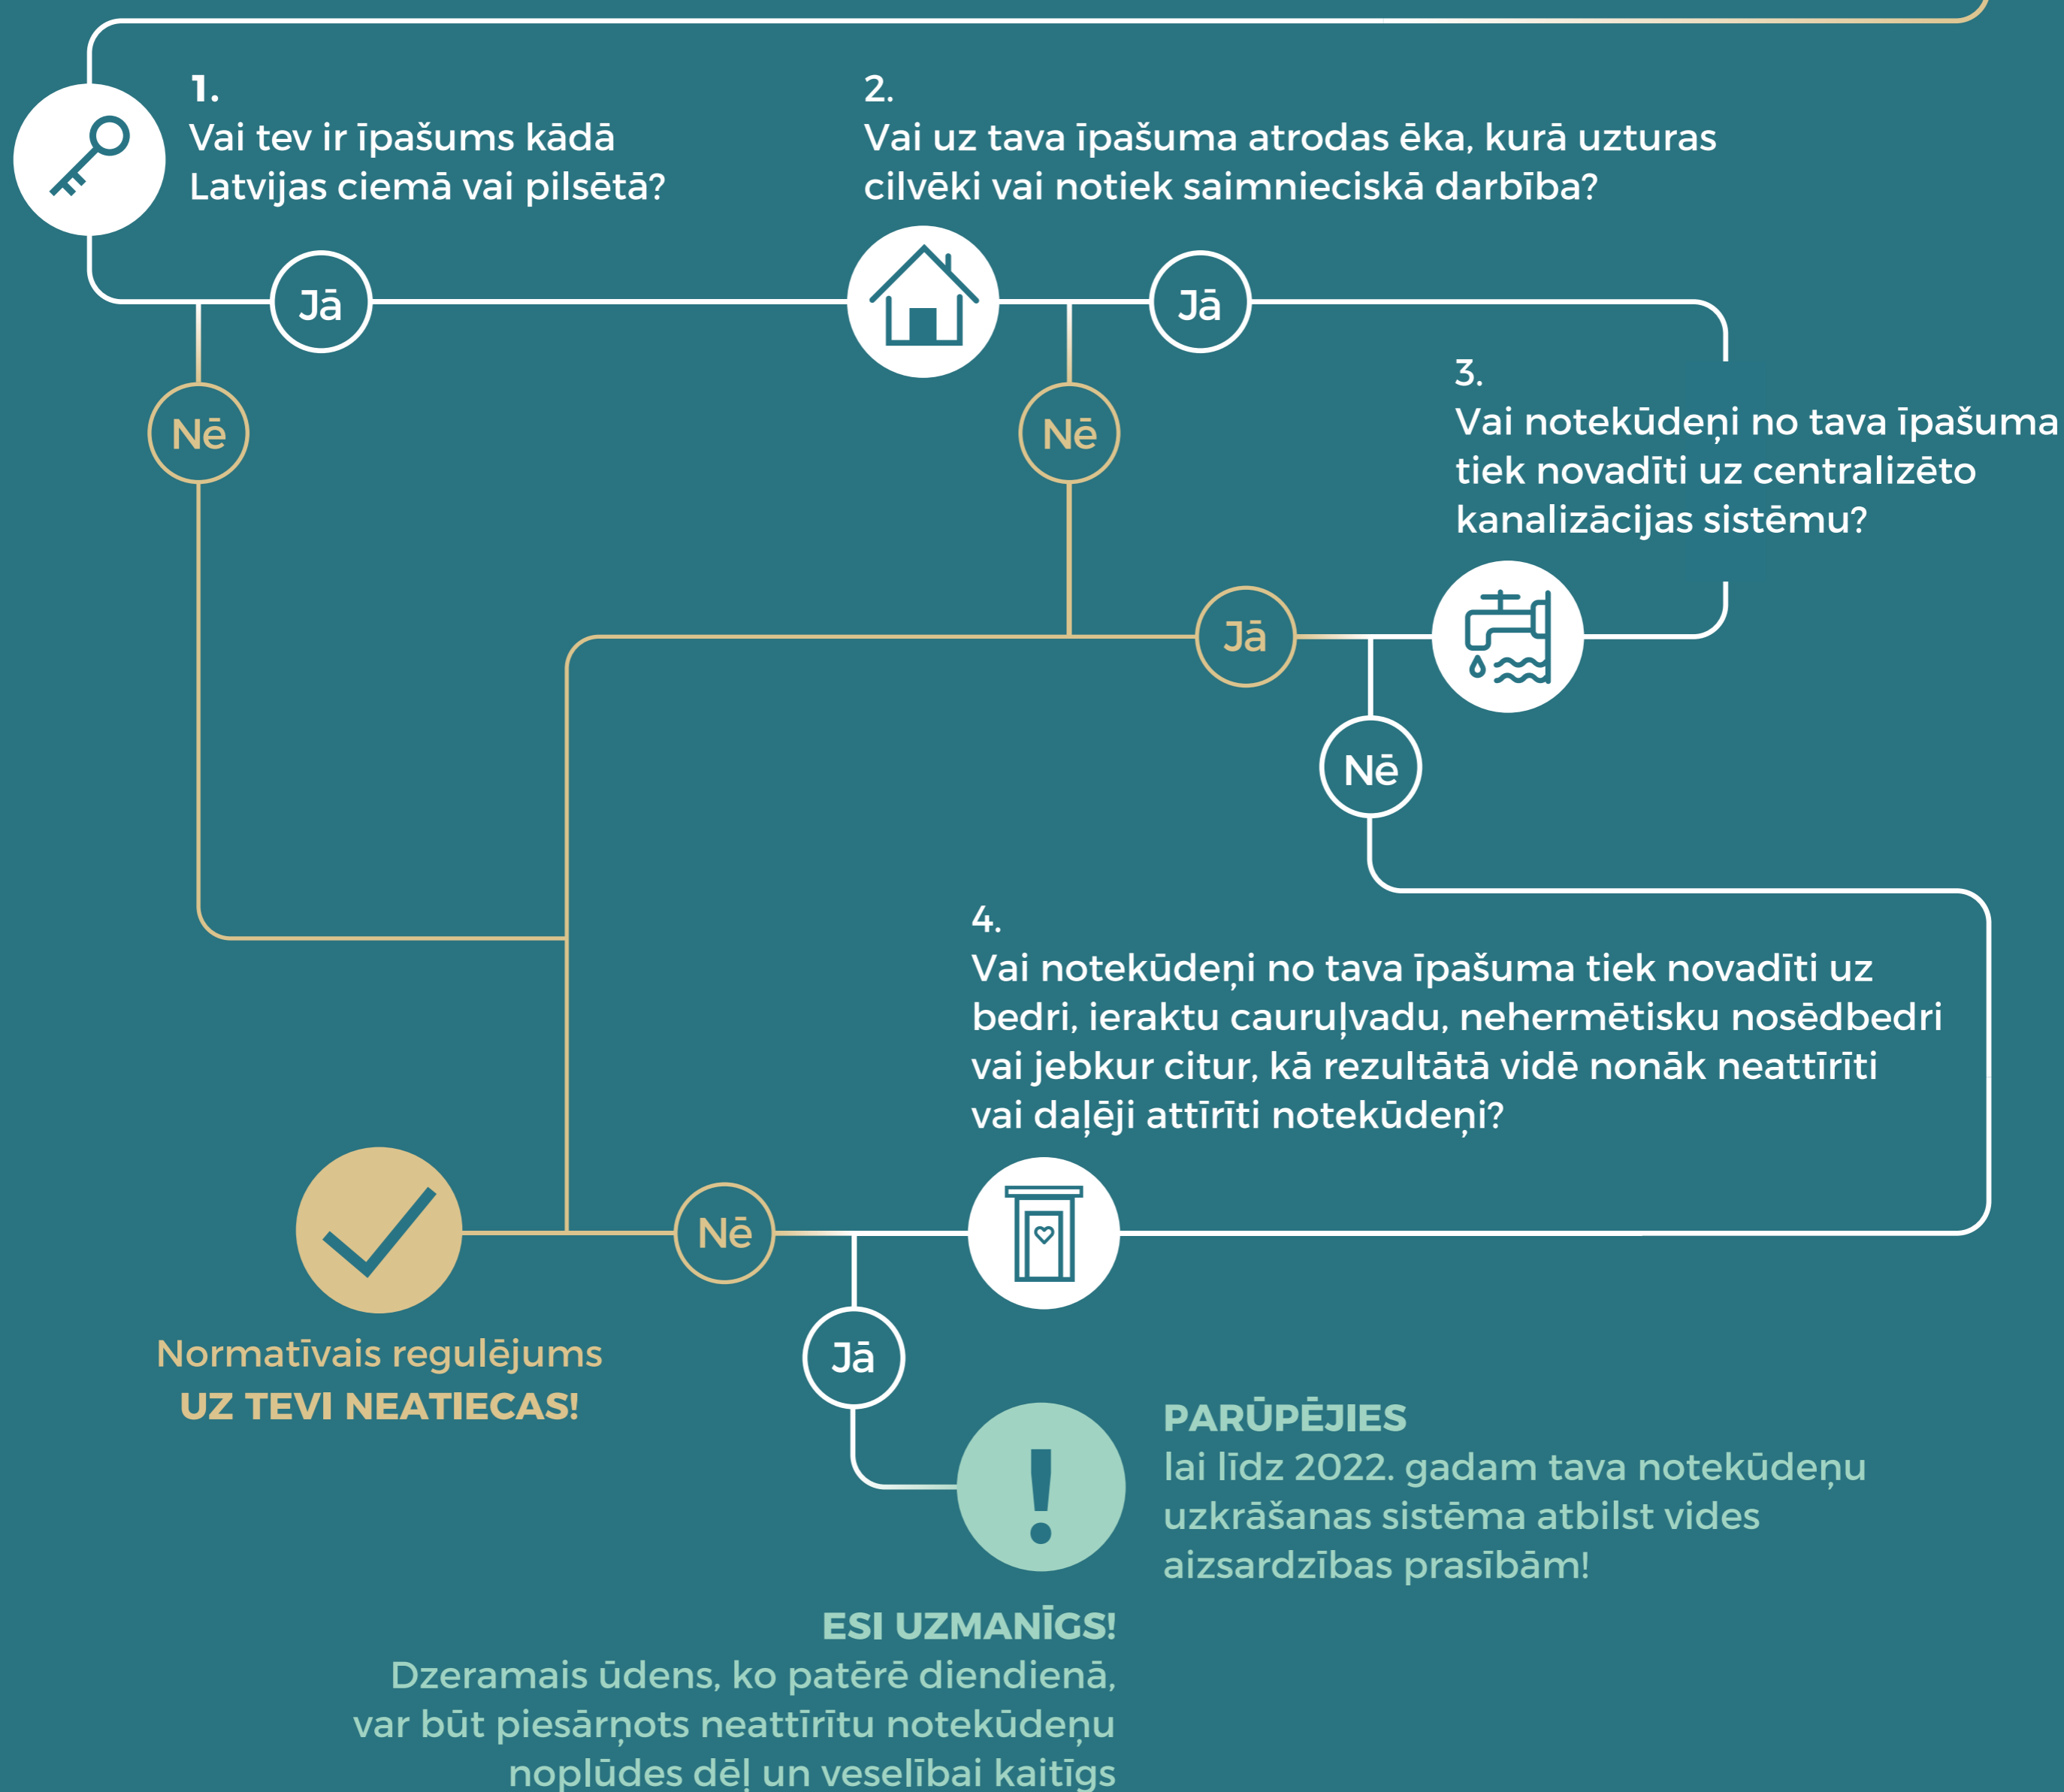 1.
Vai tev ir īpašums kādā
Latvijas ciemā vai pilsētā?
2.
Vai uz tava īpašuma atrodas ēka, kurā uzturas
cilvēki vai notiek saimnieciskā darbība?
Jā
Jā
Nē
Nē
3.
Vai notekūdeņi no tava īpašuma
tiek novadīti uz centralizēto
kanalizācijas sistēmu?
Jā
Nē
4.
Vai notekūdeņi no tava īpašuma tiek novadīti uz
bedri, ieraktu cauruļvadu, nehermētisku nosēdbedri
vai jebkur citur, kā rezultātā vidē nonāk neattīrīti
vai daļēji attīrīti notekūdeņi?
Nē
Jā
Normatīvais regulējums
UZ TEVI NEATIECAS!
!
PARŪPĒJIES
lai līdz 2022. gadam tava notekūdeņu
uzkrāšanas sistēma atbilst vides
aizsardzības prasībām!
ESI UZMANĪGS!
Dzeramais ūdens, ko patērē diendienā,
var būt piesārņots neattīrītu notekūdeņu
noplūdes dēļ un veselībai kaitīgs